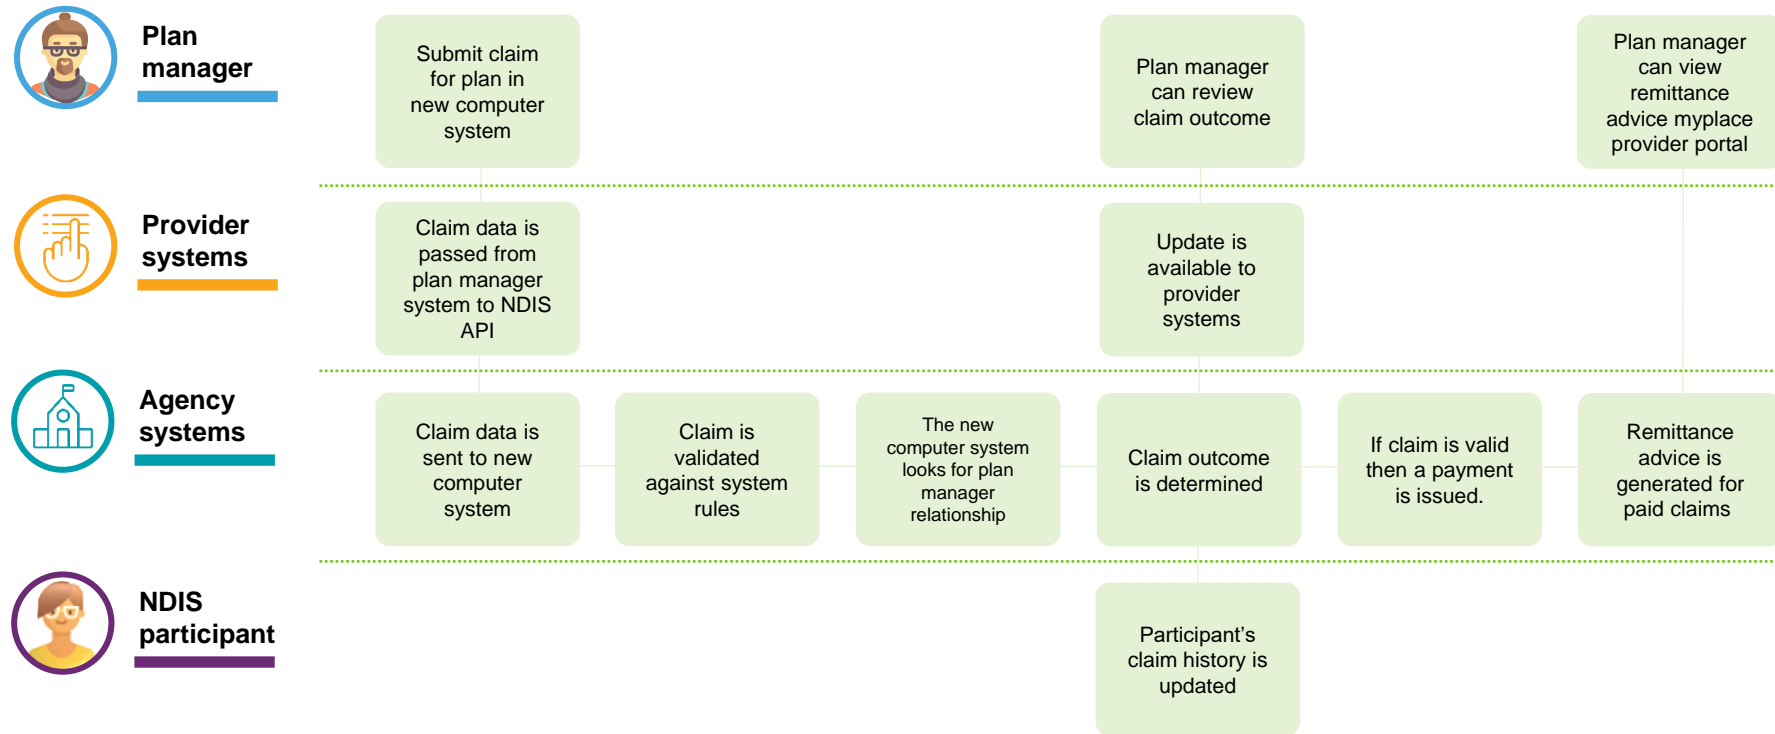 Plan
manager
Submit claim
for plan in
new computer
system
Plan manager
can review
claim outcome
Plan manager
can view
remittance
advice myplace
provider portal
Provider
systems
Claim data is
passed from
plan manager
system to NDIS
API
Update is
available to
provider
systems
Agency
systems
Claim data is
sent to new
computer
system
Claim is
validated
against system
rules
The new
computer system
looks for plan
manager
relationship
Claim outcome
is determined
If claim is valid
then a payment
is issued.
Remittance
advice is
generated for
paid claims
NDIS
participant
Participant’s
claim history is
updated